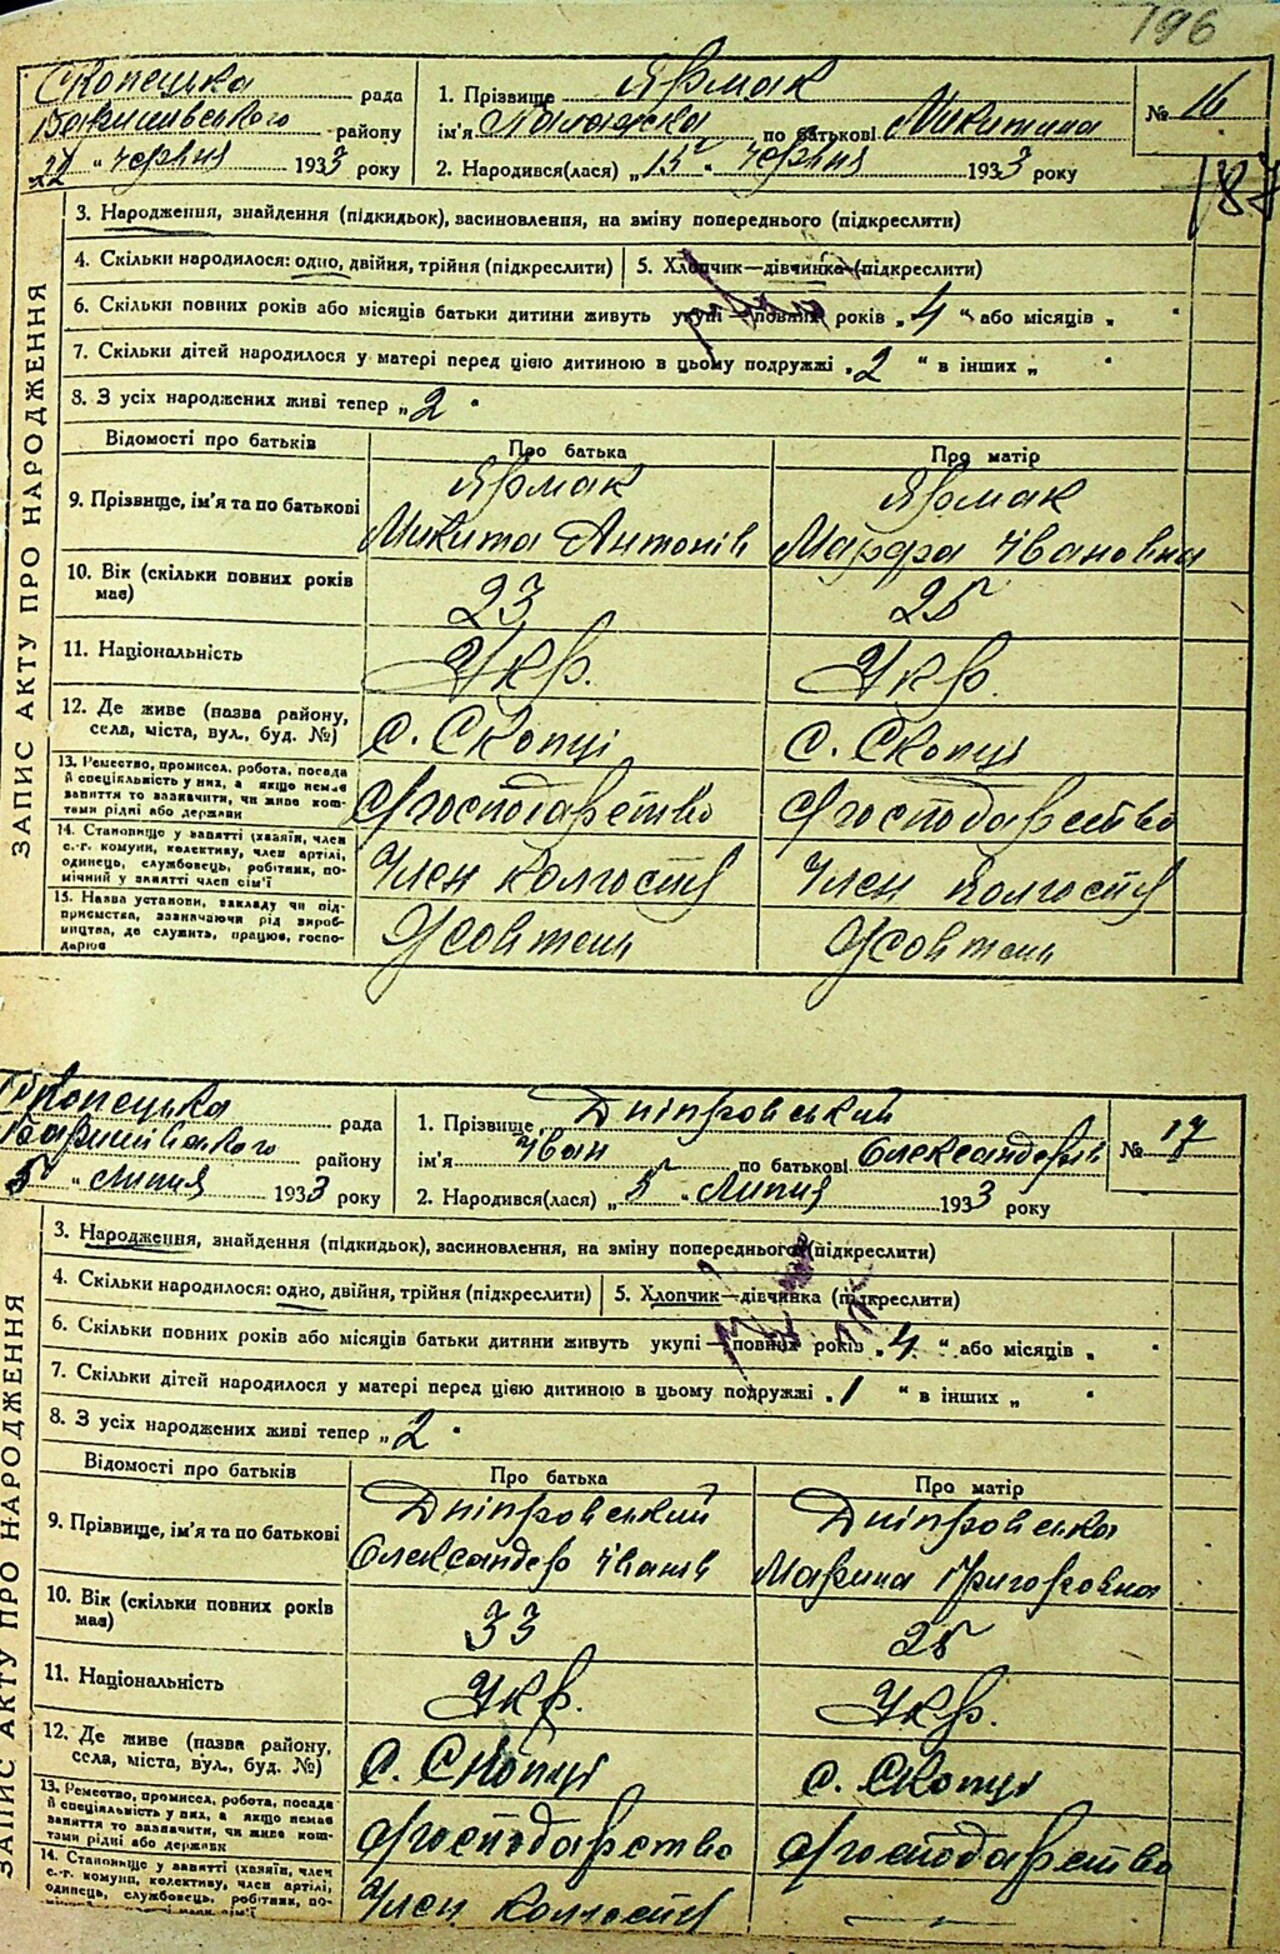 196
Скопецька рада
Баришивського району
„22“ червня 1933 року
1. Прізвище Ярмак
ім'я Палажка по батькові Микитина
2. Народився(лася) „15“ червня 1933 року
№ 16
187
ЗАПИС АКТУ ПРО НАРОДЖЕННЯ
3. Народження, знайдення (підкидьок), засиновлення, на зміну попереднього (підкреслити)
4. Скільки народилося: одно, двійня, трійня (підкреслити) 5. Хлопчик—дівчинка (підкреслити)
6. Скільки повних років або місяців батьки дитини живуть укупі — повних років „4“ або місяців „ “
7. Скільки дітей народилося у матері перед цією дитиною в цьому подружжі „2“ в інших „ “
8. З усіх народжених живі тепер „2“
Відомості про батьків Про батька Про матір
9. Прізвище, ім'я та по батькові Ярмак Микита Антонів Ярмак Марфа Івановна
10. Вік (скільки повних років має) 23 25
11. Національність Укр. Укр.
12. Де живе (назва району, села, міста, вул., буд. №) с. Скопці с. Скопці
13. Ремество, промисел, робота, посада й спеціяльність у них, а якщо немає заняття то зазначити, чи живе коштами рідні або держави с/господарство с/господарство
14. Становище у занятті (хазяїн, член с.-г. комуни, колективу, член артілі, одинець, службовець, робітник, помічний у занятті член сім'ї Член колгоспу Член колгоспу
15. Назва установи, закладу чи підприємства, зазначаючи рід виробництва, де служить, працює, господарює Жовтень Жовтень
Скопецька рада
Баришівського району
„5“ Липня 1933 року
1. Прізвище Дніпровський
ім'я Іван по батькові Олександрів
2. Народився(лася) „5“ Липня 1933 року
№ 17
ЗАПИС АКТУ ПРО НАРОДЖЕННЯ
3. Народження, знайдення (підкидьок), засиновлення, на зміну попереднього (підкреслити)
4. Скільки народилося: одно, двійня, трійня (підкреслити) 5. Хлопчик—дівчинка (підкреслити)
6. Скільки повних років або місяців батьки дитини живуть укупі — повних років „4“ або місяців „ “
7. Скільки дітей народилося у матері перед цією дитиною в цьому подружжі „1“ в інших „ “
8. З усіх народжених живі тепер „2“
Відомості про батьків Про батька Про матір
9. Прізвище, ім'я та по батькові Дніпровський Олександер Іванів Дніпровська Марина Григоровна
10. Вік (скільки повних років має) 33 25
11. Національність Укр. Укр.
12. Де живе (назва району, села, міста, вул., буд. №) с. Скопці с. Скопці
13. Ремество, промисел, робота, посада й спеціяльність у них, а якщо немає заняття то зазначити, чи живе коштами рідні або держави с/господарство с/господарство
14. Становище у занятті (хазяїн, член с.-г. комуни, колективу, член артілі, одинець, службовець, робітник, по- Член колгоспу — „ —